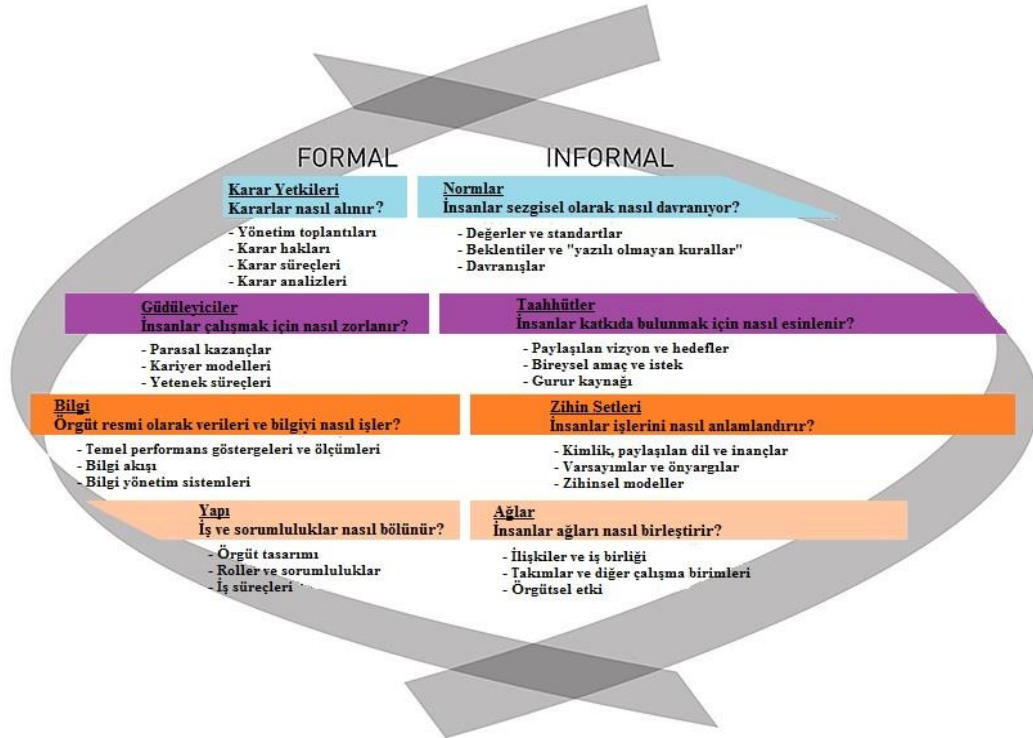 FORMAL
INFORMAL
Karar Yetkileri
Kararlar nasıl alınır?
- Yönetim toplantıları
- Karar hakları
- Karar süreçleri
- Karar analizleri
Normlar
İnsanlar sezgisel olarak nasıl davranıyor?
- Değerler ve standartlar
- Beklentiler ve "yazılı olmayan kurallar"
- Davranışlar
Güdüleyiciler
İnsanlar çalışmak için nasıl zorlanır?
- Parasal kazançlar
- Kariyer modelleri
- Yetenek süreçleri
Taahhütler
İnsanlar katkıda bulunmak için nasıl esinlenir?
- Paylaşılan vizyon ve hedefler
- Bireysel amaç ve istek
- Gurur kaynağı
Bilgi
Örgüt resmi olarak verileri ve bilgiyi nasıl işler?
- Temel performans göstergeleri ve ölçümleri
- Bilgi akışı
- Bilgi yönetim sistemleri
Zihin Setleri
İnsanlar işlerini nasıl anlamlandırır?
- Kimlik, paylaşılan dil ve inançlar
- Varsayımlar ve önyargılar
- Zihinsel modeller
Yapı
İş ve sorumluluklar nasıl bölünür?
- Örgüt tasarımı
- Roller ve sorumluluklar
- İş süreçleri
Ağlar
İnsanlar ağları nasıl birleştirir?
- İlişkiler ve iş birliği
- Takımlar ve diğer çalışma birimleri
- Örgütsel etki